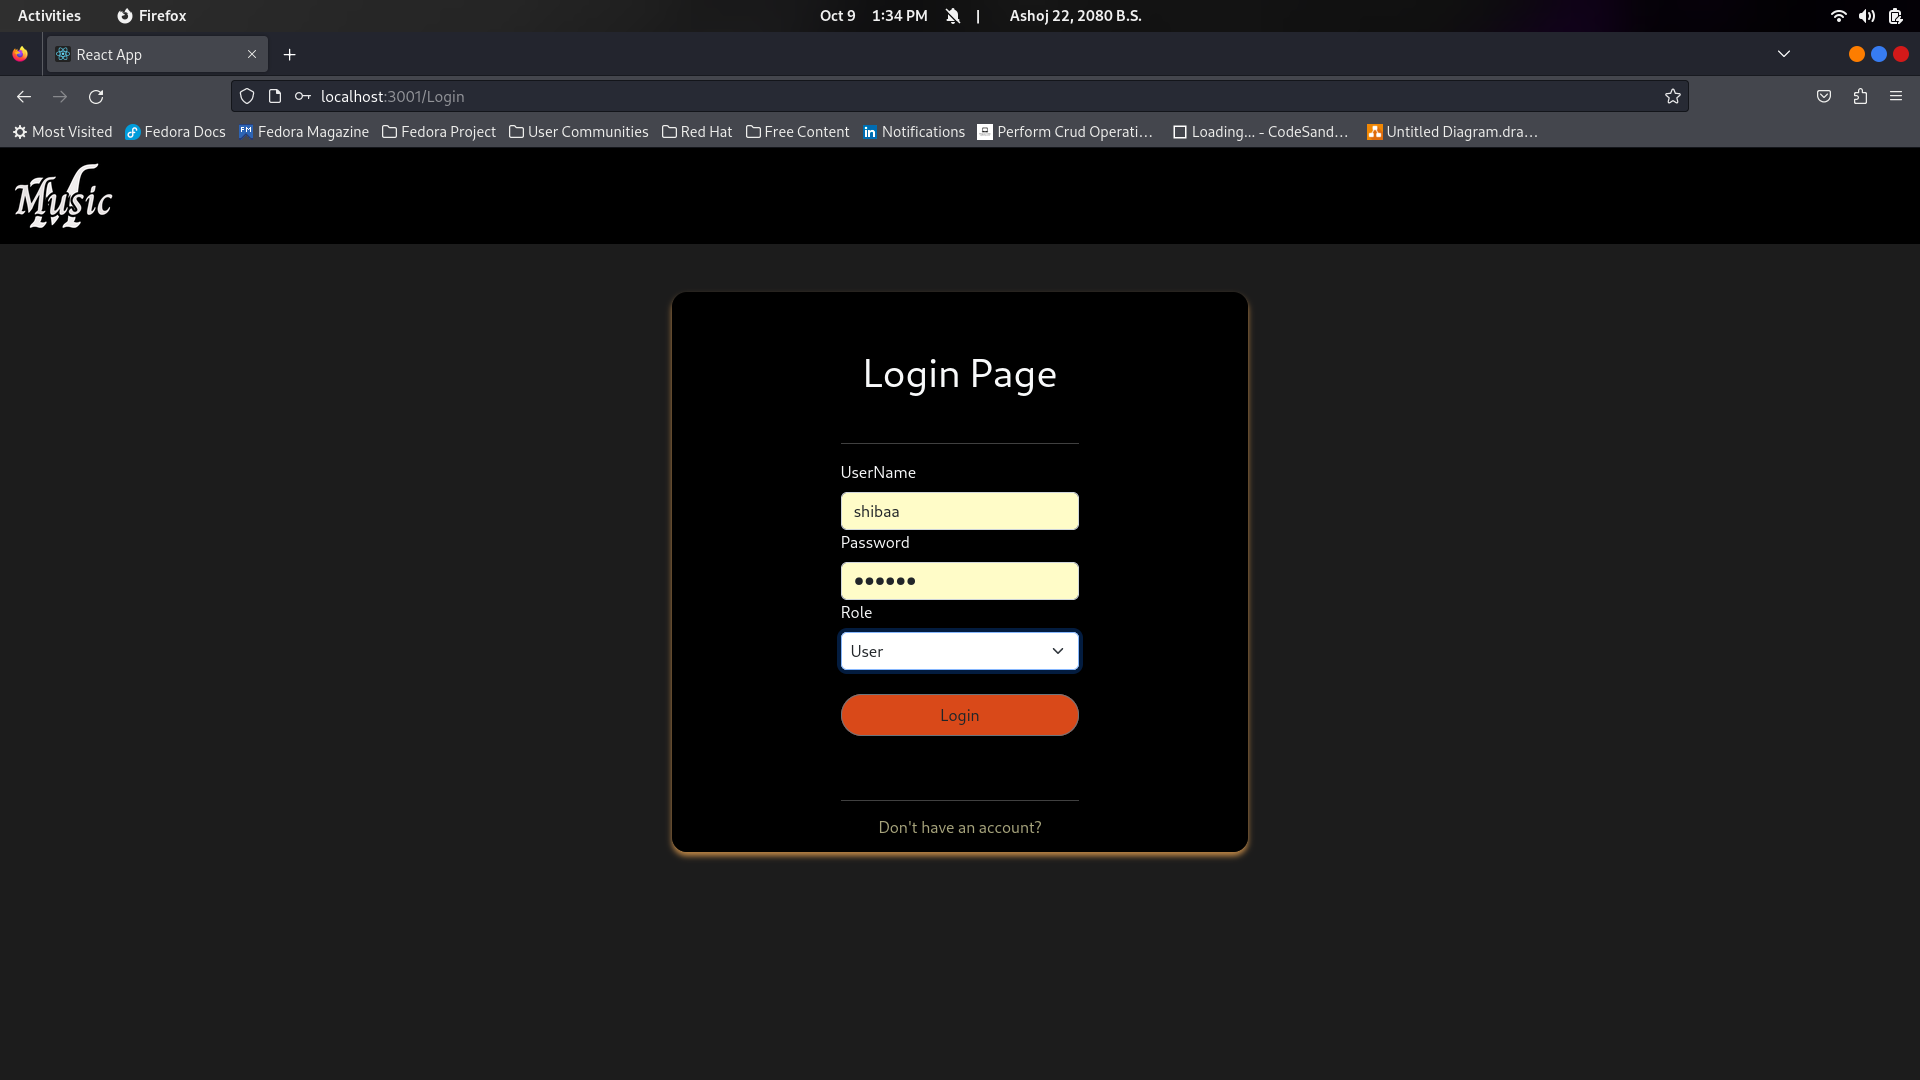 Activities Firefox Oct 9 1:34 PM | Ashoj 22, 2080 B.S.
React App
localhost:3001/Login
Most Visited Fedora Docs Fedora Magazine Fedora Project User Communities Red Hat Free Content Notifications Perform Crud Operati... Loading... - CodeSand... Untitled Diagram.dra...
Music
Login Page
UserName
shibaa
Password
●●●●●●
Role
User
Login
Don't have an account?